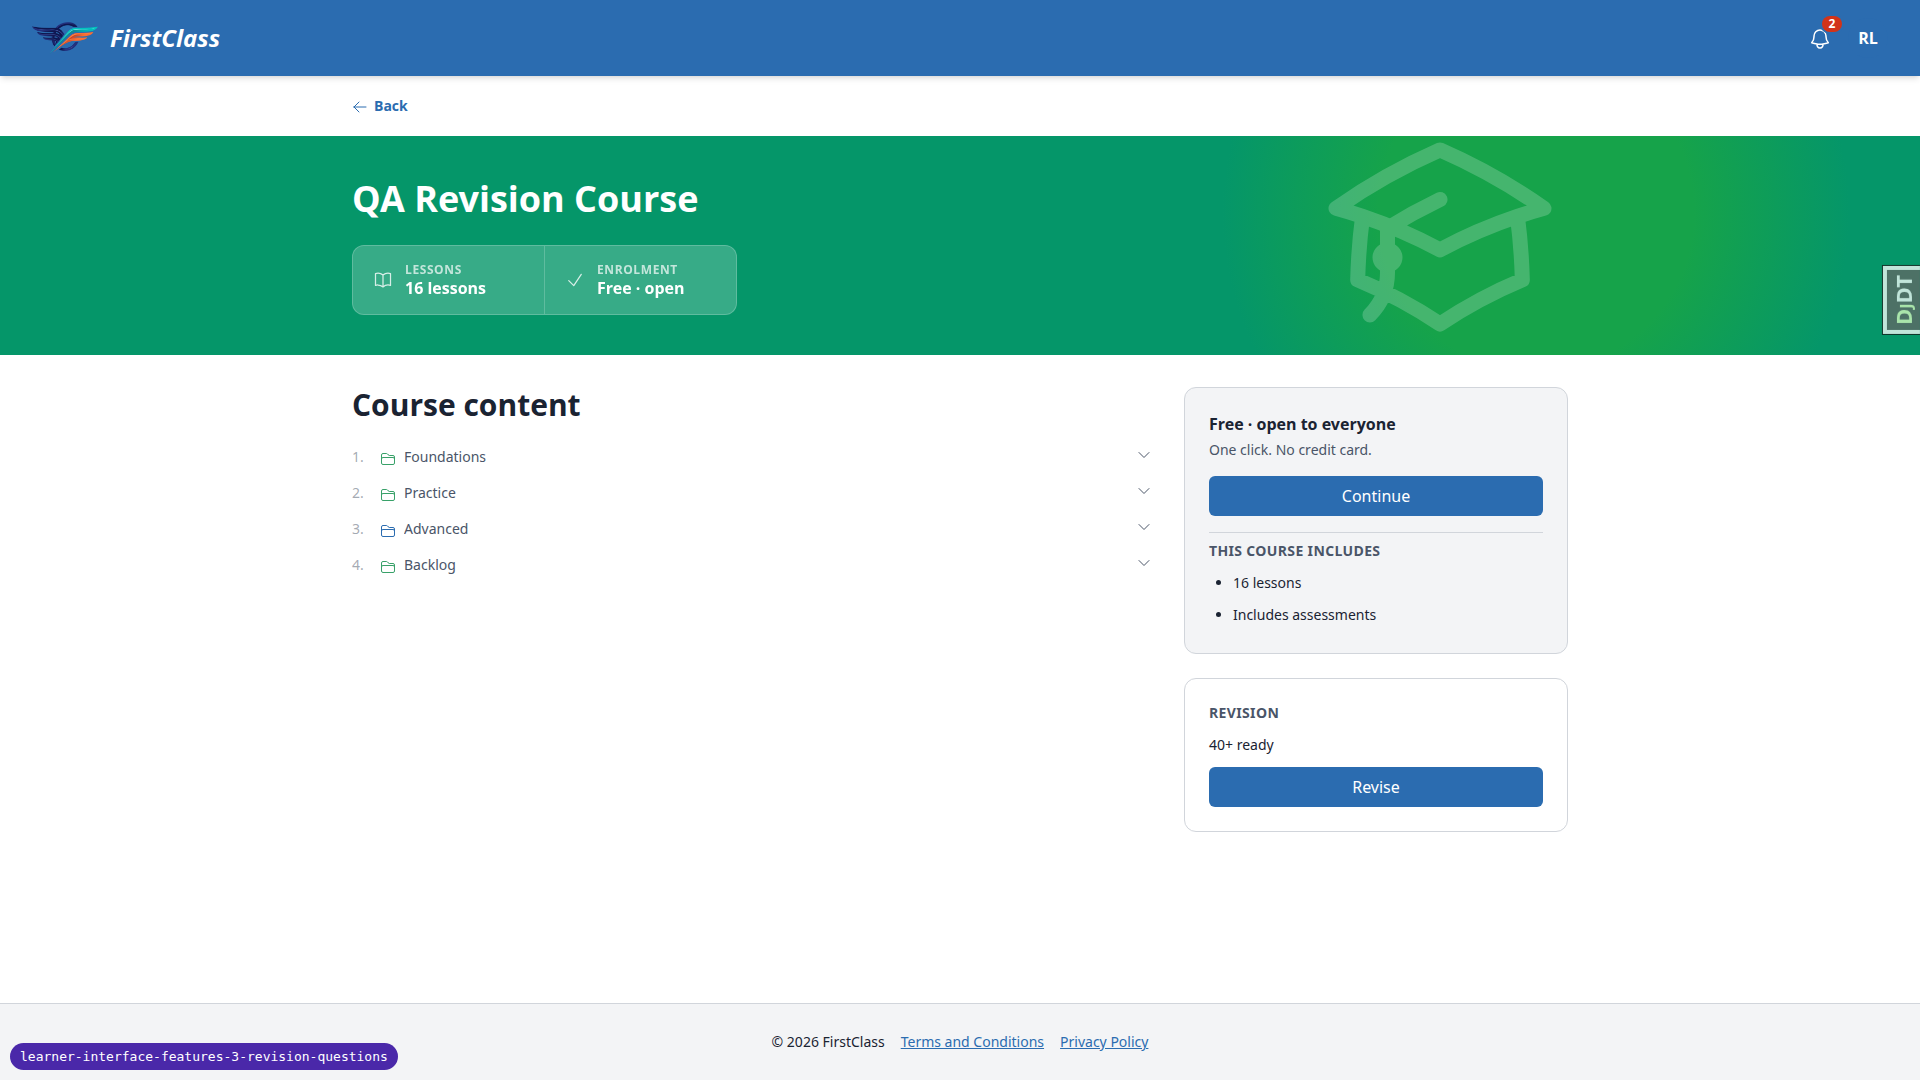 FirstClass
2
RL
Back
QA Revision Course
LESSONS
16 lessons
ENROLMENT
Free · open
DJDT
Course content
1. Foundations
2. Practice
3. Advanced
4. Backlog
Free · open to everyone
One click. No credit card.
Continue
THIS COURSE INCLUDES
• 16 lessons
• Includes assessments
REVISION
40+ ready
Revise
© 2026 FirstClass Terms and Conditions Privacy Policy
learner-interface-features-3-revision-questions